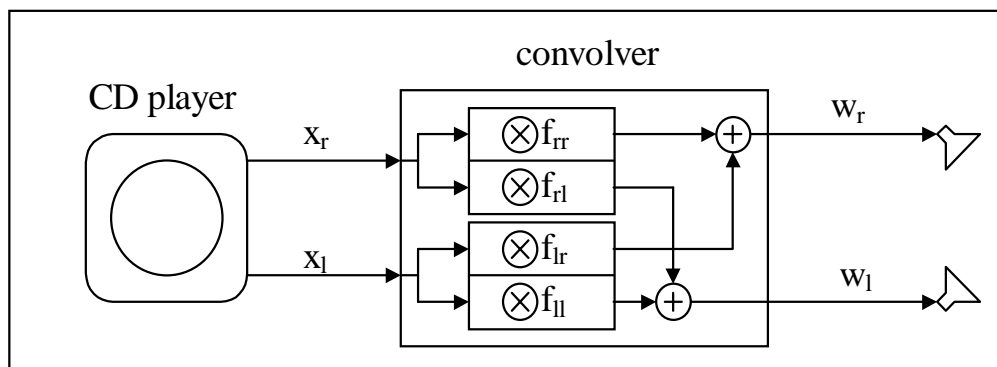 convolver
CD player
x_r
f_rr
f_rl
w_r
x_l
f_lr
f_ll
w_l